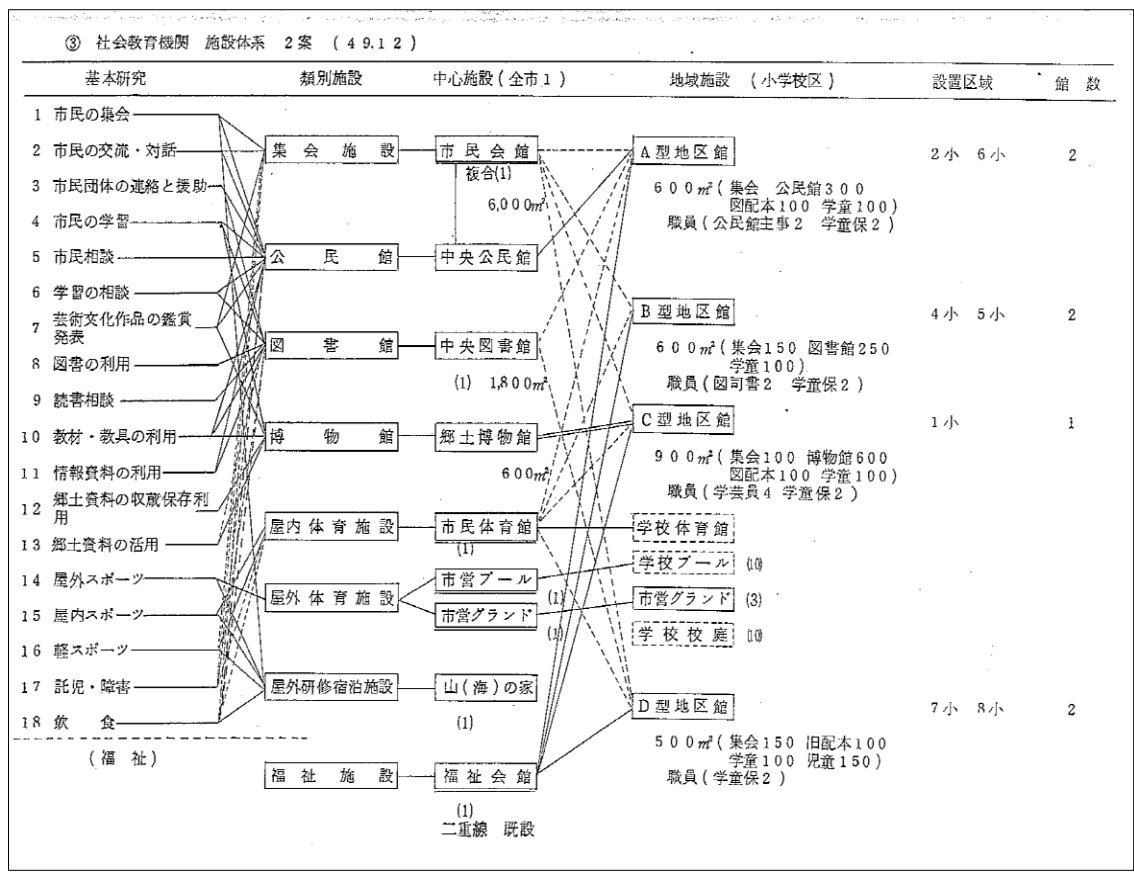 ③ 社会教育機関 施設体系 2案 (49.12)
基本研究 類別施設 中心施設(全市1) 地域施設 (小学校区) 設置区域 館 数
1 市民の集会
2 市民の交流・対話
3 市民団体の連絡と援助
4 市民の学習
5 市民相談
6 学習の相談
7 芸術文化作品の鑑賞
発表
8 図書の利用
9 読書相談
10 教材・教具の利用
11 情報資料の利用
12 郷土資料の収蔵保存利
用
13 郷土資料の活用
14 屋外スポーツ
15 屋内スポーツ
16 軽スポーツ
17 託児・障害
18 飲 食
(福 祉)
集会施設
公民館
図書館
博物館
屋内体育施設
屋外体育施設
屋外研修宿泊施設
福祉施設
市民会館
複合(1)
6,000㎡
中央公民館
中央図書館
(1) 1,800㎡
郷土博物館
600㎡
市民体育館
(1)
市営プール
(1)
市営グランド
(1)
山(海)の家
(1)
福祉会館
(1)
二重線 既設
A型地区館 2小 6小 2
600㎡(集会 公民館300
図配本100 学童100)
職員(公民館主事2 学童保2)
B型地区館 4小 5小 2
600㎡(集会150 図書館250
学童100)
職員(図司書2 学童保2)
C型地区館 1小 1
900㎡(集会100 博物館600
図配本100 学童100)
職員(学芸員4 学童保2)
学校体育館
学校プール (10)
市営グランド (3)
学校校庭 (10)
D型地区館 7小 8小 2
500㎡(集会150 旧配本100
学童100 児童150)
職員(学童保2)